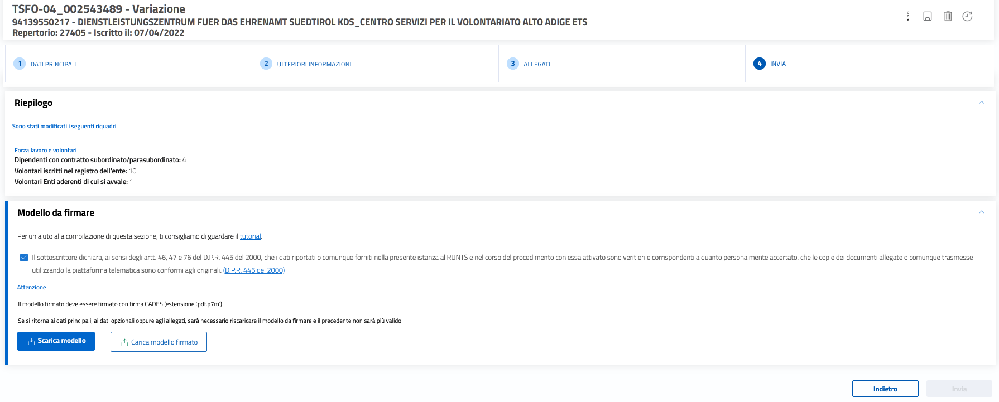 TSFO-04_002543489 - Variazione
94139550217 - DIENSTLEISTUNGSZENTRUM FUER DAS EHRENAMT SUEDTIROL KDS_CENTRO SERVIZI PER IL VOLONTARIATO ALTO ADIGE ETS
Repertorio: 27405 - Iscritto il: 07/04/2022
1 DATI PRINCIPALI
2 ULTERIORI INFORMAZIONI
3 ALLEGATI
4 INVIA
Riepilogo
Sono stati modificati i seguenti riquadri
Forza lavoro e volontari
Dipendenti con contratto subordinato/parasubordinato: 4
Volontari iscritti nel registro dell'ente: 10
Volontari Enti aderenti di cui si avvale: 1
Modello da firmare
Per un aiuto alla compilazione di questa sezione, ti consigliamo di guardare il tutorial.
Il sottoscrittore dichiara, ai sensi degli artt. 46, 47 e 76 del D.P.R. 445 del 2000, che i dati riportati o comunque forniti nella presente istanza al RUNTS e nel corso del procedimento con essa attivato sono veritieri e corrispondenti a quanto personalmente accertato, che le copie dei documenti allegate o comunque trasmesse
utilizzando la piattaforma telematica sono conformi agli originali. (D.P.R. 445 del 2000)
Attenzione
Il modello firmato deve essere firmato con firma CADES (estensione '.pdf.p7m')
Se si ritorna ai dati principali, ai dati opzionali oppure agli allegati, sarà necessario riscaricare il modello da firmare e il precedente non sarà più valido
Scarica modello
Carica modello firmato
Indietro
Invia